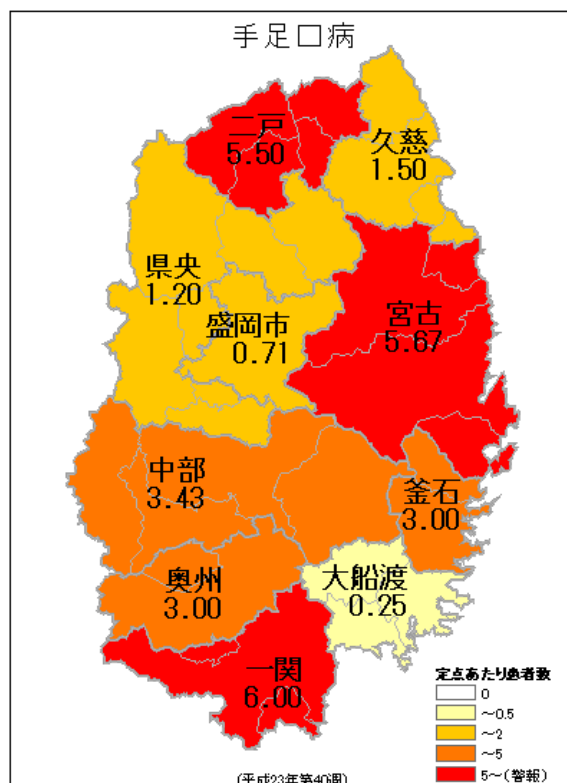 手足口病
二戸
5.50
久慈
1.50
県央
1.20
盛岡市
0.71
宮古
5.67
中部
3.43
釜石
3.00
奥州
3.00
大船渡
0.25
一関
6.00
定点あたり患者数
0
～0.5
～2
～5
5～(警報)
(平成23年第40週)